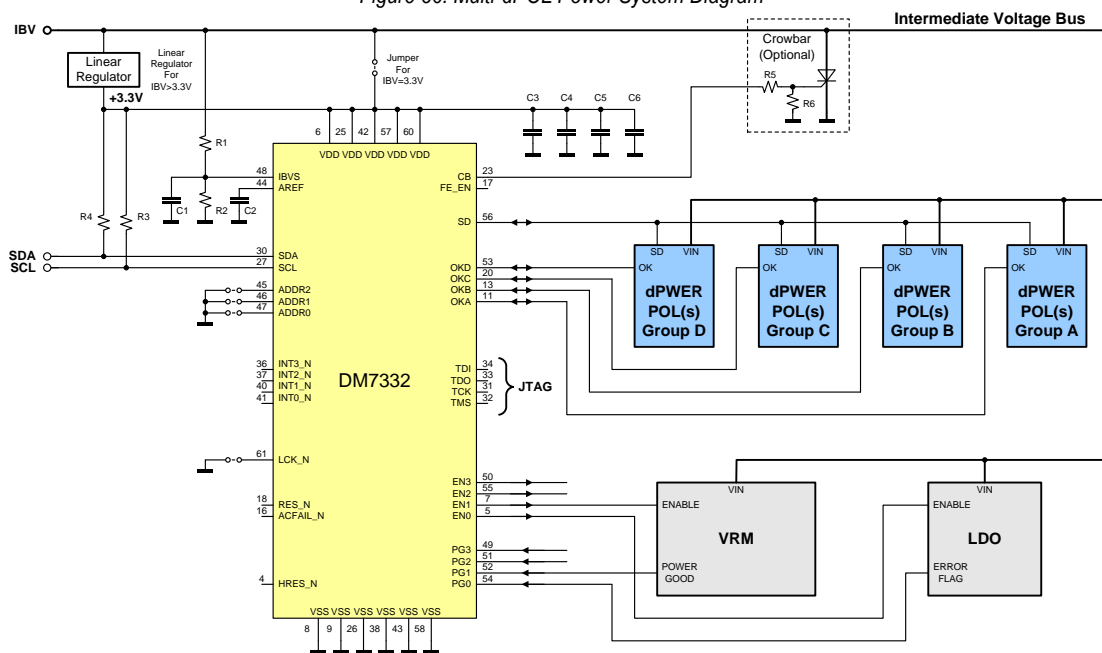 Intermediate Voltage Bus
IBV
Linear
Regulator
Linear
Regulator
For
IBV>3.3V
+3.3V
Jumper
For
IBV=3.3V
Crowbar
(Optional)
R5
R6
C3 C4 C5 C6
R1
6 25 42 57 60
VDD VDD VDD VDD VDD
48 IBVS
44 AREF
CB 23
FE_EN 17
R4 R3 C1 R2 C2
SD 56
SDA
SCL
30 SDA
27 SCL
OKD 53
OKC 20
OKB 13
OKA 11
45 ADDR2
46 ADDR1
47 ADDR0
SD VIN
OK
dPWER
POL(s)
Group D
SD VIN
OK
dPWER
POL(s)
Group C
SD VIN
OK
dPWER
POL(s)
Group B
SD VIN
OK
dPWER
POL(s)
Group A
36 INT3_N
37 INT2_N
40 INT1_N
41 INT0_N
DM7332
TDI 34
TDO 33
TCK 31
TMS 32
JTAG
61 LCK_N
18 RES_N
16 ACFAIL_N
EN3 50
EN2 55
EN1 7
EN0 5
PG3 49
PG2 51
PG1 52
PG0 54
4 HRES_N
VSS VSS VSS VSS VSS VSS
8 9 26 38 43 58
VIN
ENABLE
VRM
POWER
GOOD
VIN
ENABLE
LDO
ERROR
FLAG